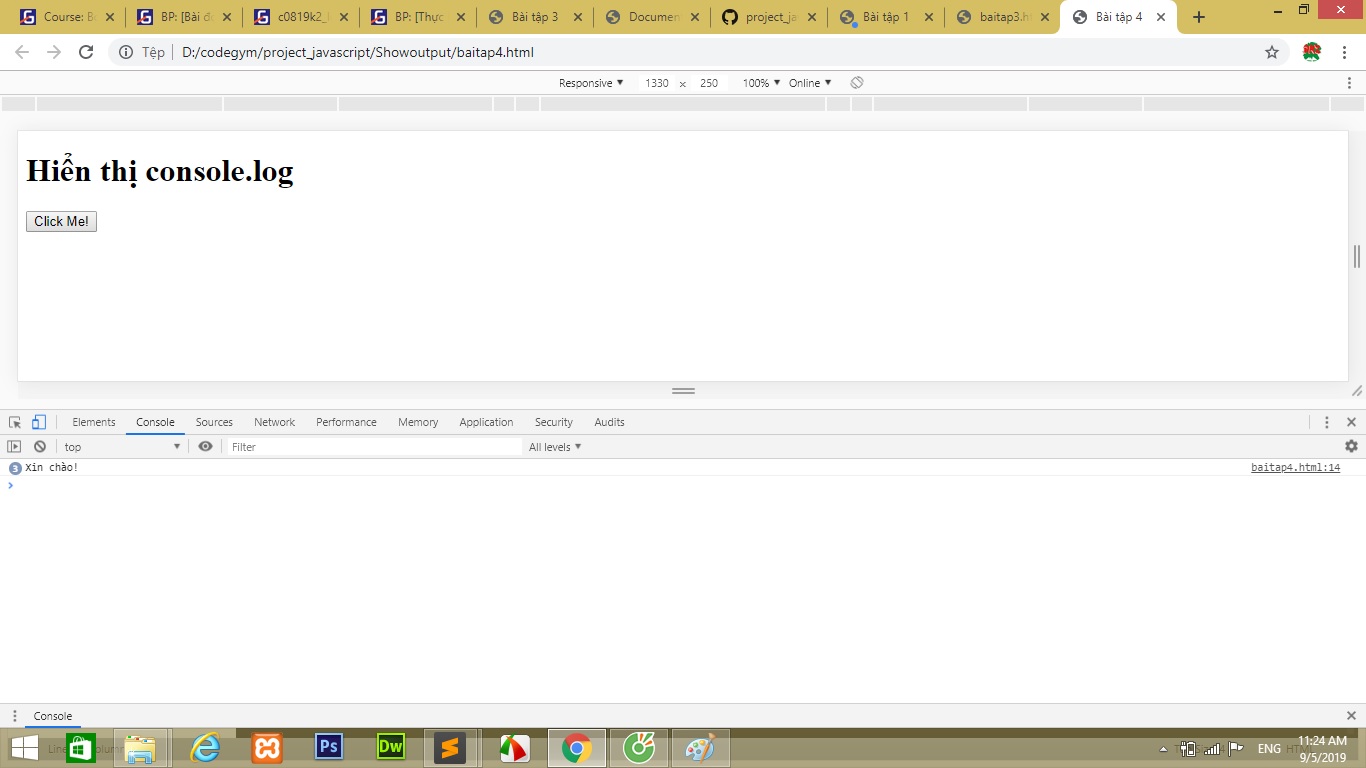 Course: B
BP: [Bài đ
c0819k2_
BP: [Thực
Bài tập 3
Documen
project_ja
Bài tập 1
baitap3.ht
Bài tập 4
Tệp | D:/codegym/project_javascript/Showoutput/baitap4.html
Responsive ▼ 1330 x 250 100% ▼ Online ▼
Hiển thị console.log
Click Me!
Elements Console Sources Network Performance Memory Application Security Audits
top ▼ Filter All levels ▼
3 Xin chào! baitap4.html:14
Console
Ps Dw ENG 11:24 AM
9/5/2019